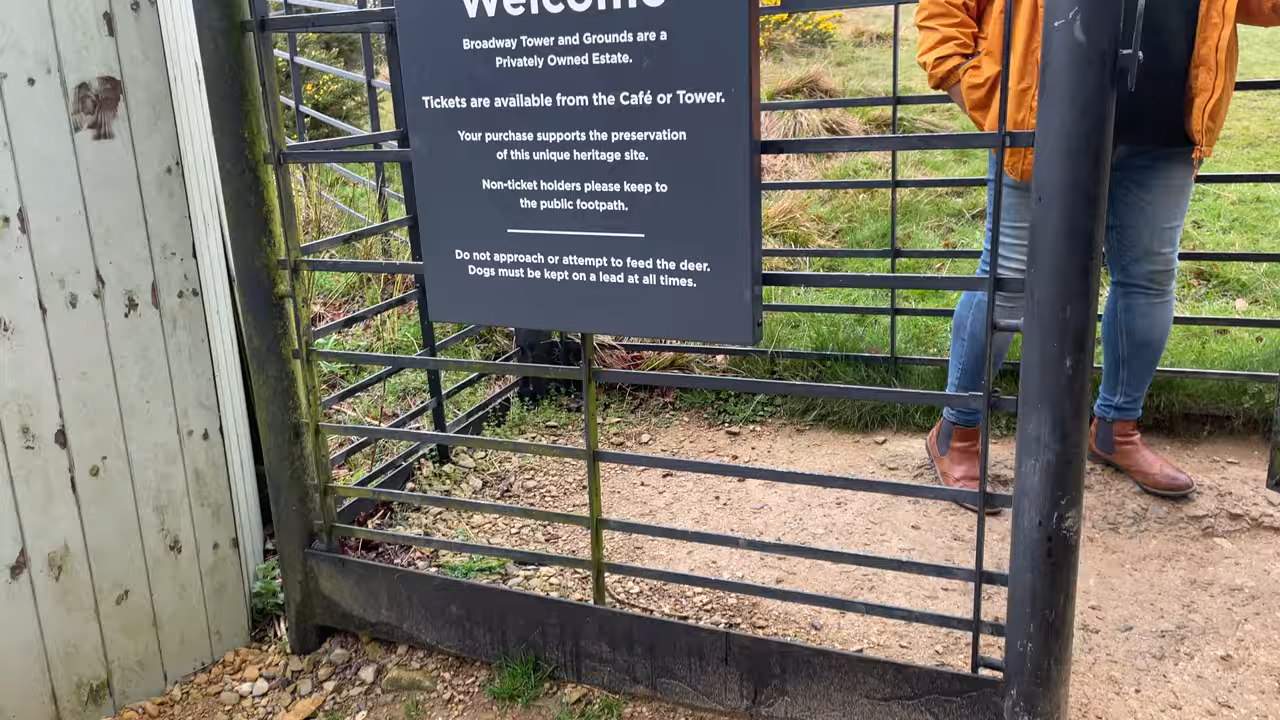 Welcome
Broadway Tower and Grounds are a
Privately Owned Estate.
Tickets are available from the Café or Tower.
Your purchase supports the preservation
of this unique heritage site.
Non-ticket holders please keep to
the public footpath.
Do not approach or attempt to feed the deer.
Dogs must be kept on a lead at all times.